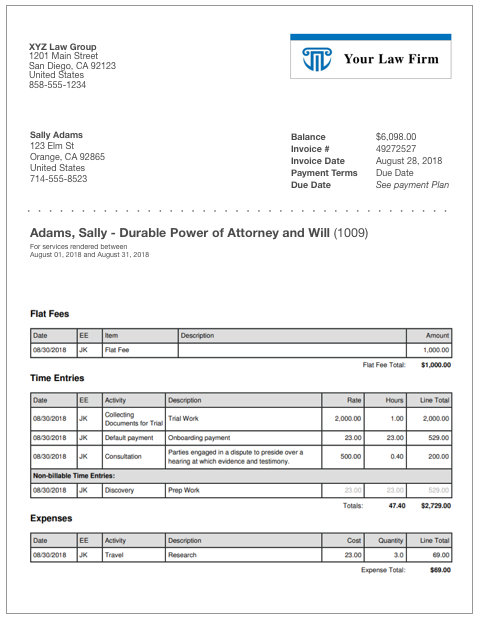 XYZ Law Group
1201 Main Street
San Diego, CA 92123
United States
858-555-1234
Your Law Firm
Sally Adams
123 Elm St
Orange, CA 92865
United States
714-555-8523
Balance $6,098.00
Invoice # 49272527
Invoice Date August 28, 2018
Payment Terms Due Date
Due Date See payment Plan
Adams, Sally - Durable Power of Attorney and Will (1009)
For services rendered between
August 01, 2018 and August 31, 2018
Flat Fees
Date EE Item Description Amount
08/30/2018 JK Flat Fee 1,000.00
Flat Fee Total: $1,000.00
Time Entries
Date EE Activity Description Rate Hours Line Total
08/30/2018 JK Collecting Documents for Trial Trial Work 2,000.00 1.00 2,000.00
08/30/2018 JK Default payment Onboarding payment 23.00 23.00 529.00
08/30/2018 JK Consultation Parties engaged in a dispute to preside over a
hearing at which evidence and testimony. 500.00 0.40 200.00
Non-billable Time Entries:
08/30/2018 JK Discovery Prep Work 23.00 23.00 529.00
Totals: 47.40 $2,729.00
Expenses
Date EE Activity Description Cost Quantity Line Total
08/30/2018 JK Travel Research 23.00 3.0 69.00
Expense Total: $69.00